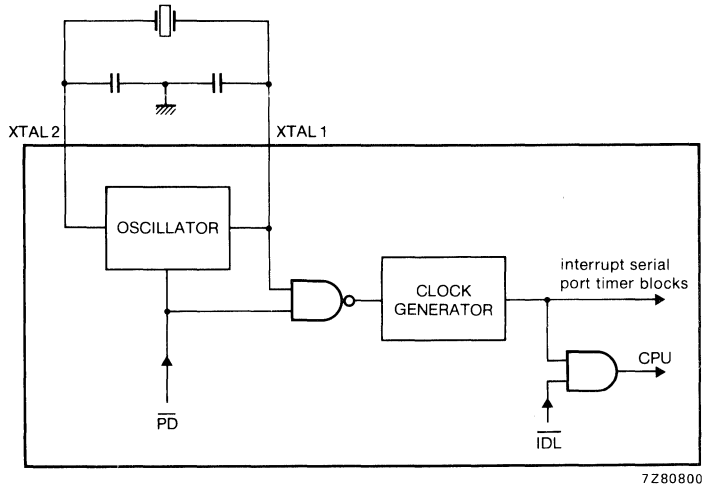 XTAL 2
XTAL 1
OSCILLATOR
CLOCK
GENERATOR
interrupt serial
port timer blocks
CPU
PD
IDL
7Z80800